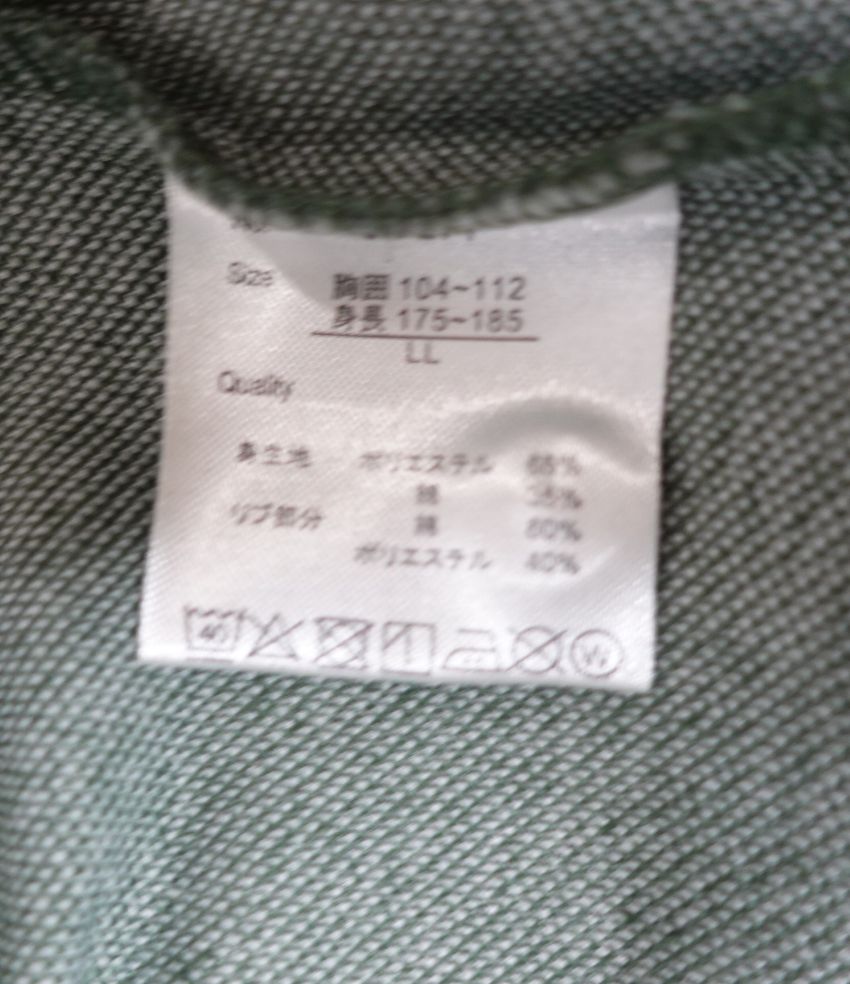 Size
胸囲 104~112
身長 175~185
LL
Quality
身生地 ポリエステル 65%
綿 35%
リブ部分 綿 60%
ポリエステル 40%
40
W